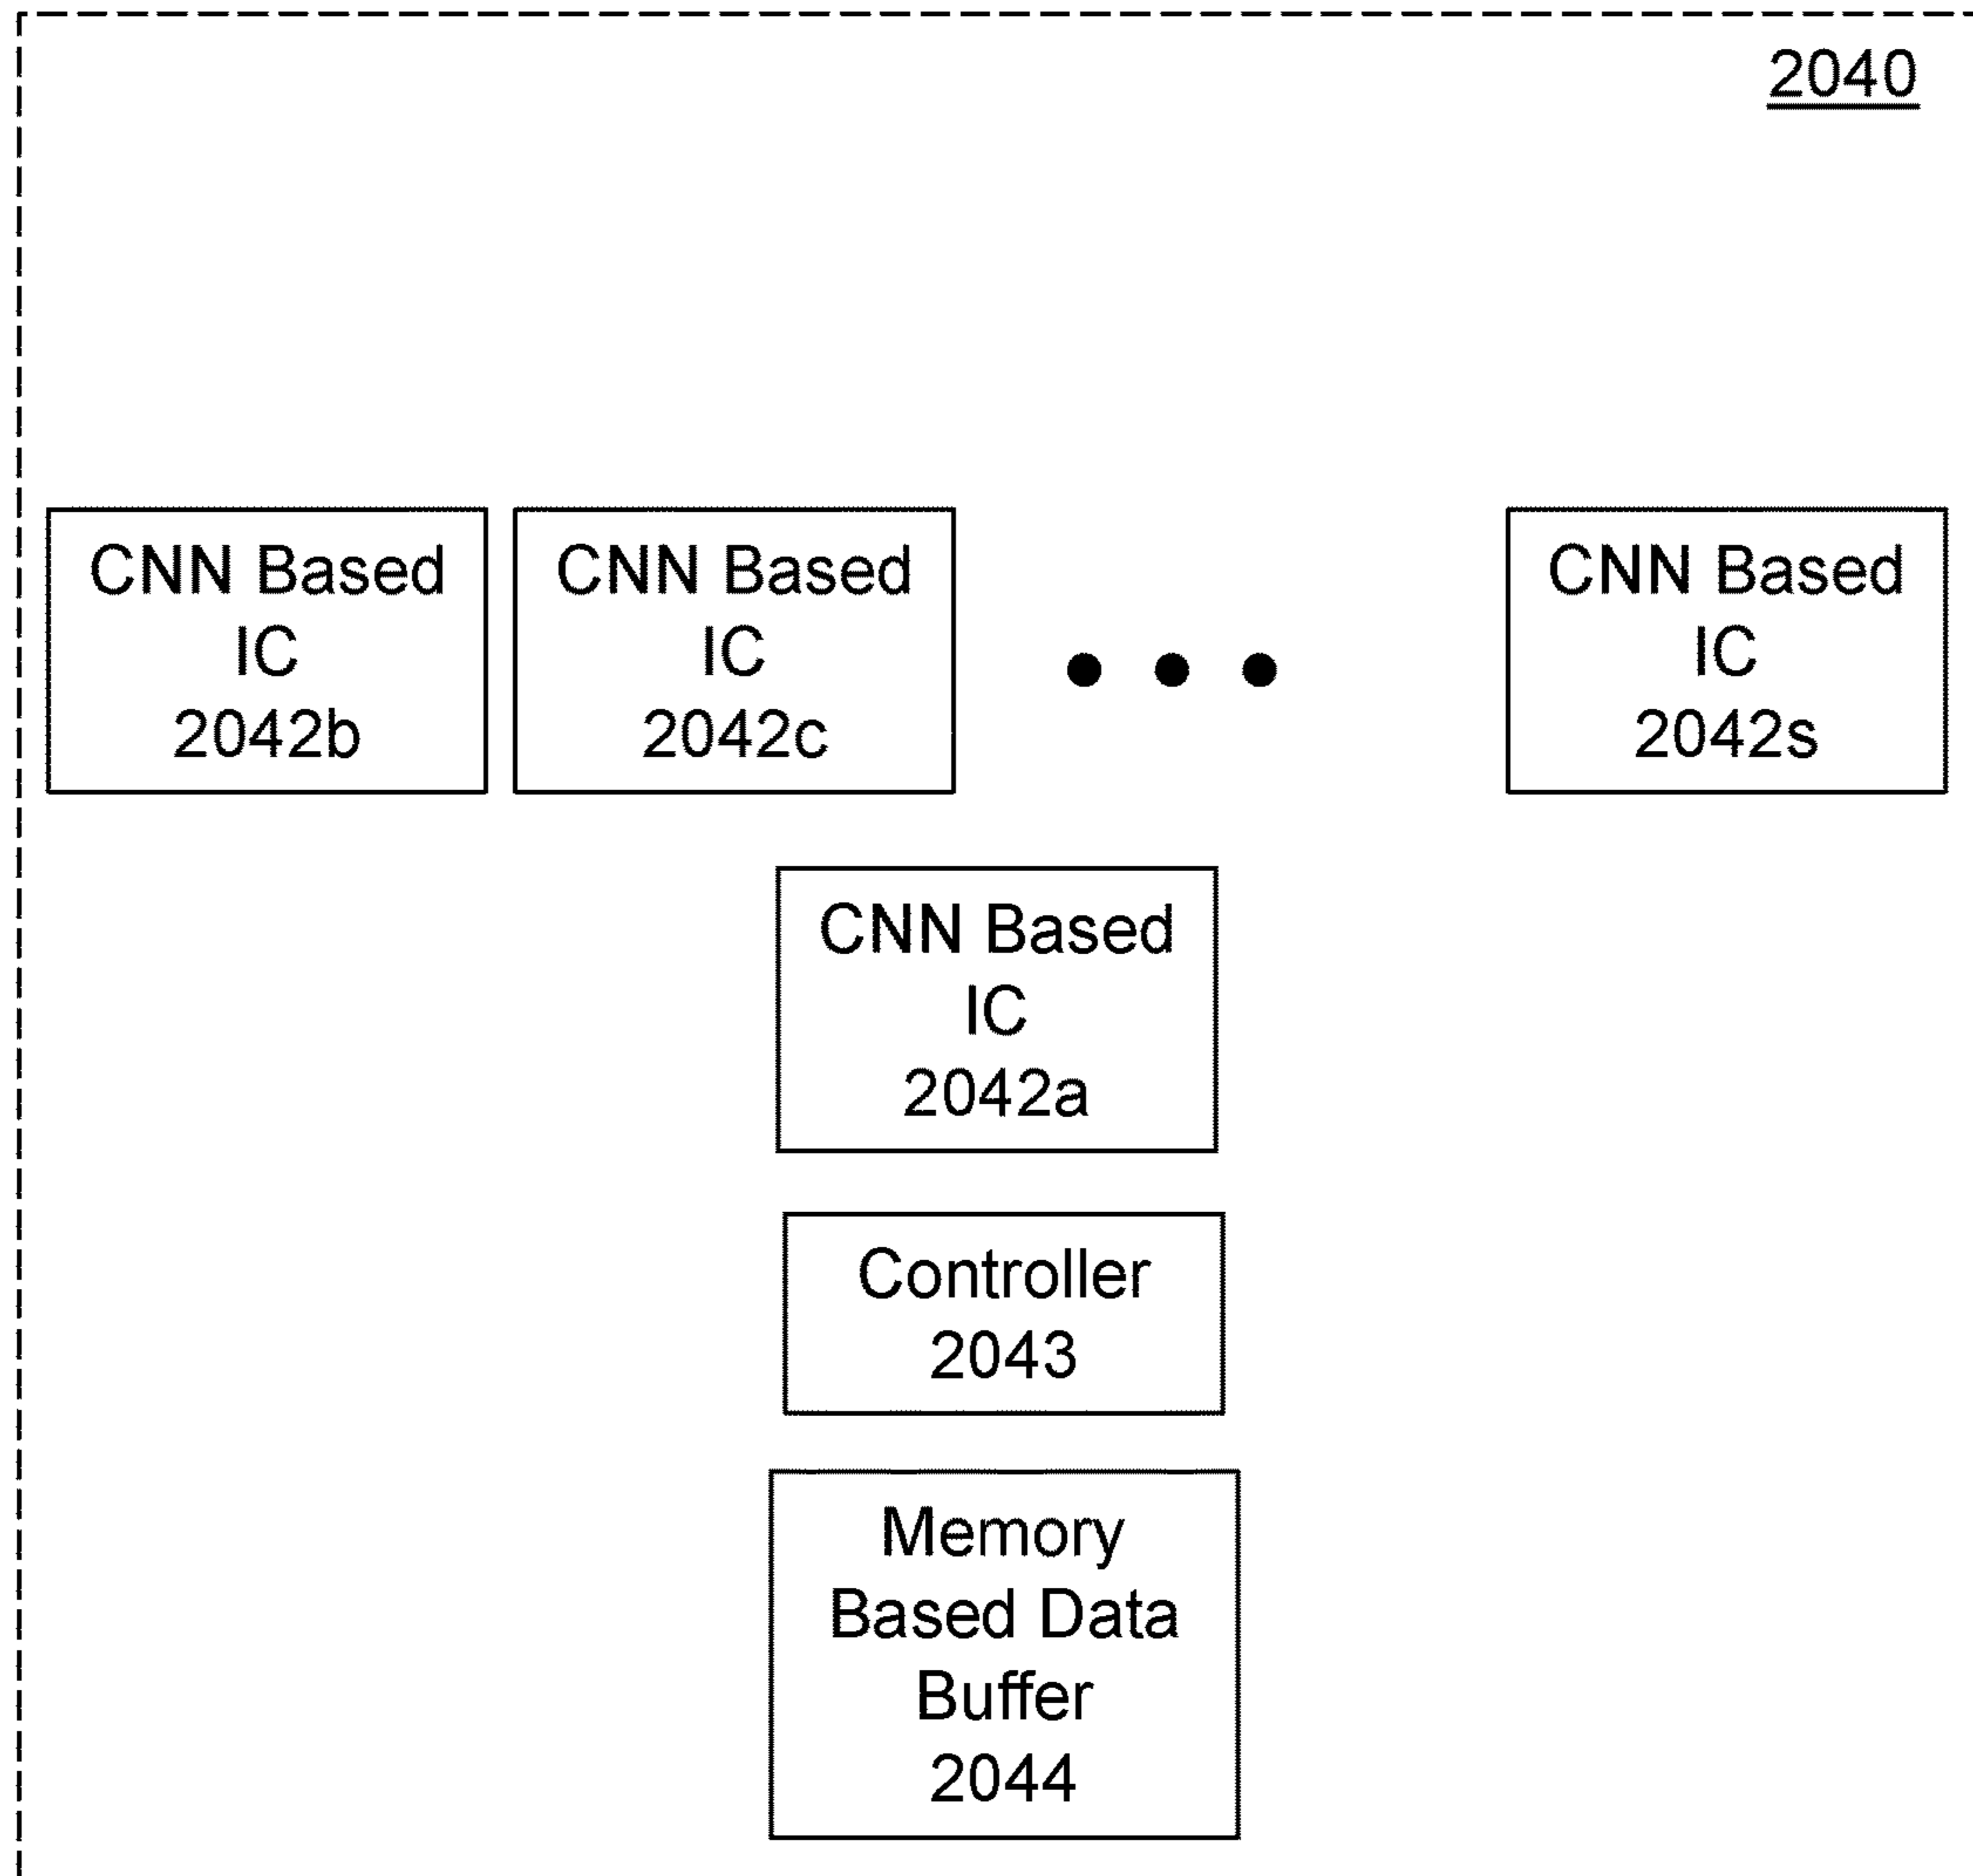 2040
CNN Based
IC
2042b
CNN Based
IC
2042c
CNN Based
IC
2042s
CNN Based
IC
2042a
Controller
2043
Memory
Based Data
Buffer
2044